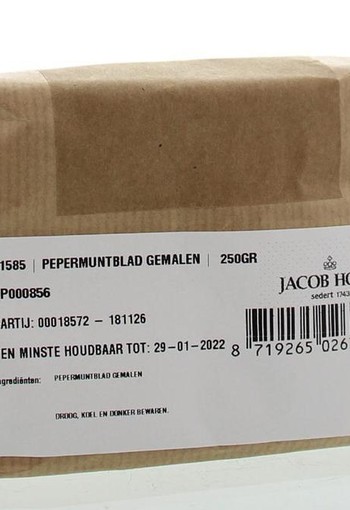 1585 | PEPERMUNTBLAD GEMALEN | 250GR
P000856
ARTIJ: 00018572 - 181126
EN MINSTE HOUDBAAR TOT: 29-01-2022
grediënten: PEPERMUNTBLAD GEMALEN
DROOG, KOEL EN DONKER BEWAREN.
JACOB HO
sedert 1743
8 719265 026